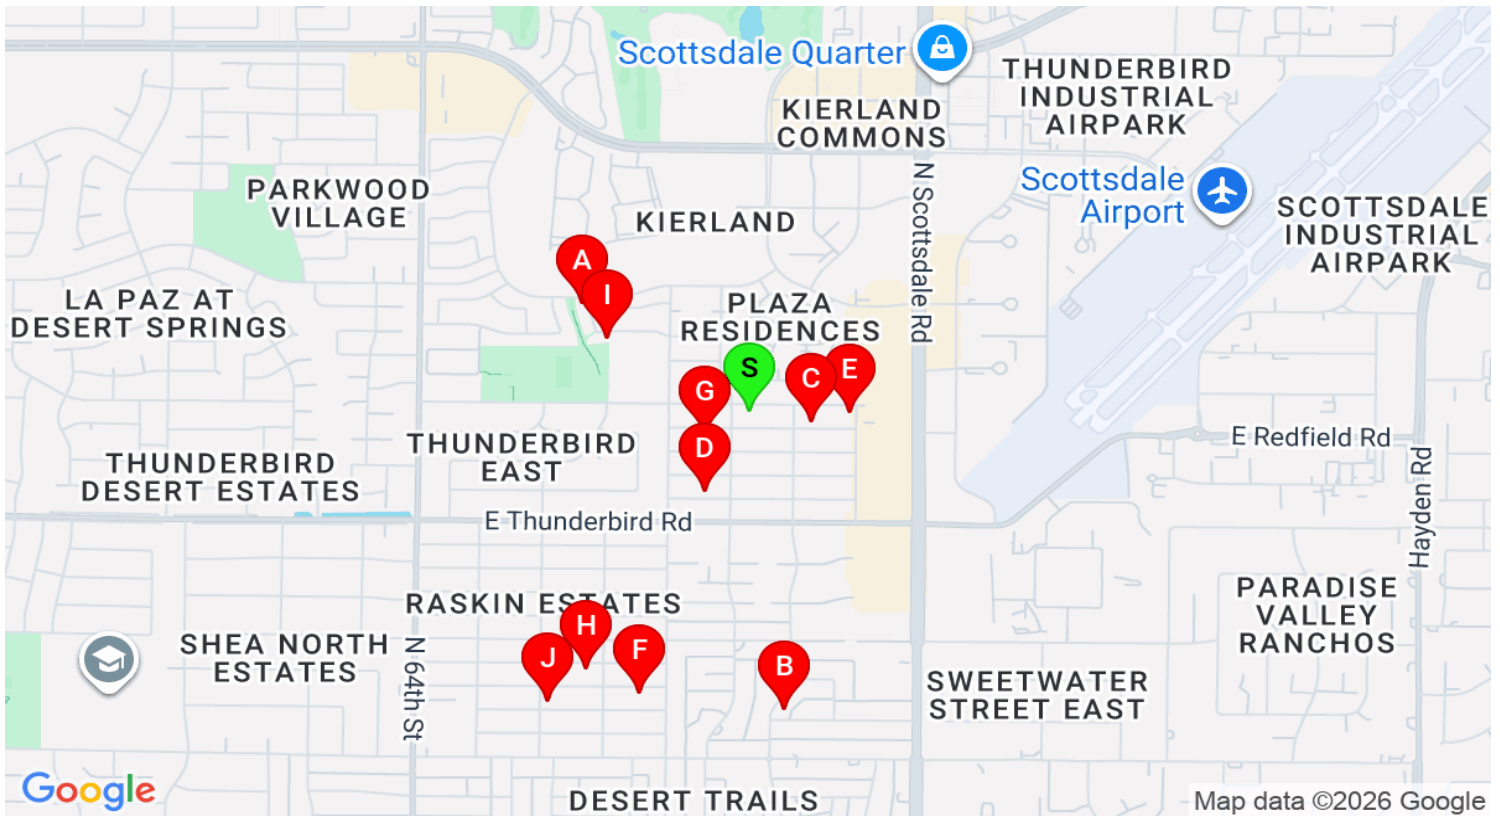 Scottsdale Quarter
THUNDERBIRD
INDUSTRIAL
AIRPARK
KIERLAND
COMMONS
N Scottsdale Rd
Scottsdale
Airport
SCOTTSDALE
INDUSTRIAL
AIRPARK
PARKWOOD
VILLAGE
KIERLAND
A
I
LA PAZ AT
DESERT SPRINGS
PLAZA
RESIDENCES
S
G
C
E
D
THUNDERBIRD
EAST
E Redfield Rd
Hayden Rd
THUNDERBIRD
DESERT ESTATES
E Thunderbird Rd
RASKIN ESTATES
H
J
F
B
PARADISE
VALLEY
RANCHOS
SHEA NORTH
ESTATES
N 64th St
SWEETWATER
STREET EAST
Google
DESERT TRAILS
Map data ©2026 Google